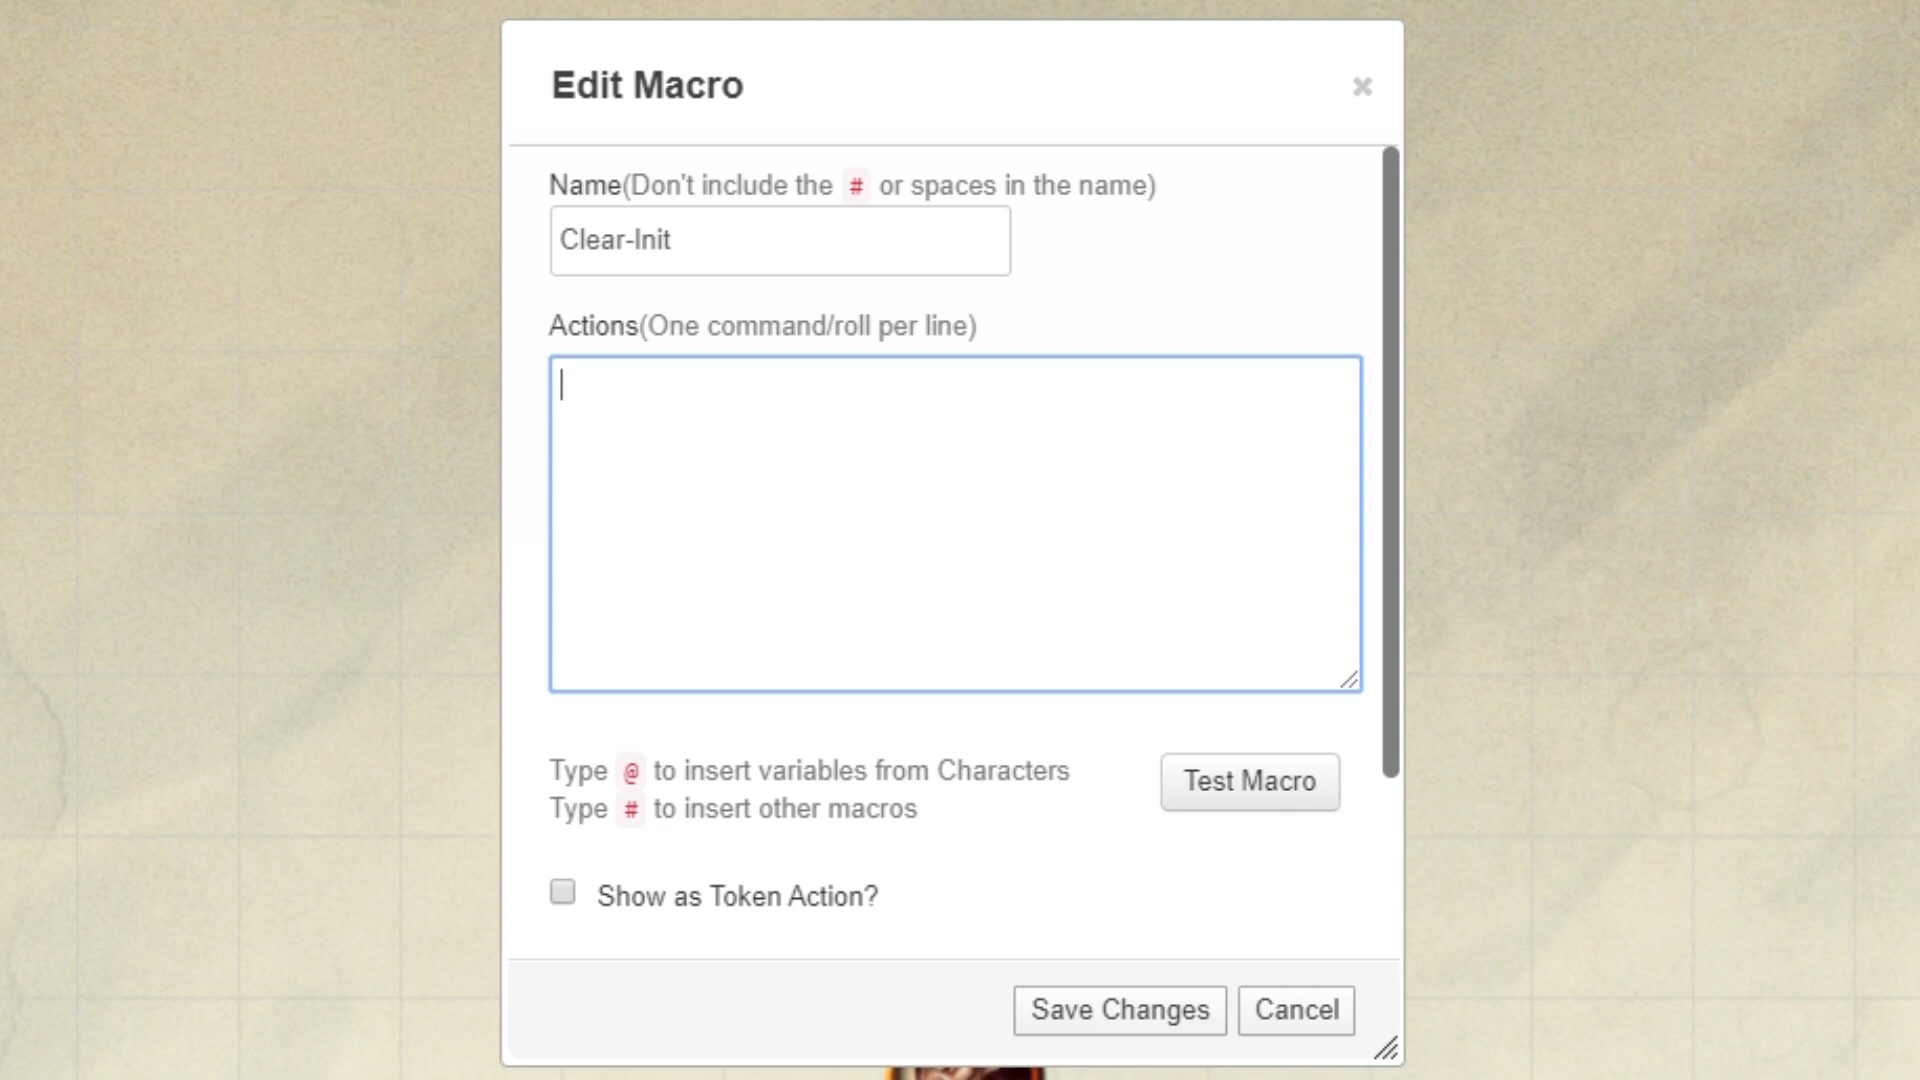 Edit Macro
Name(Don't include the # or spaces in the name)
Clear-Init
Actions(One command/roll per line)
Type @ to insert variables from Characters
Type # to insert other macros
Test Macro
Show as Token Action?
Save Changes
Cancel